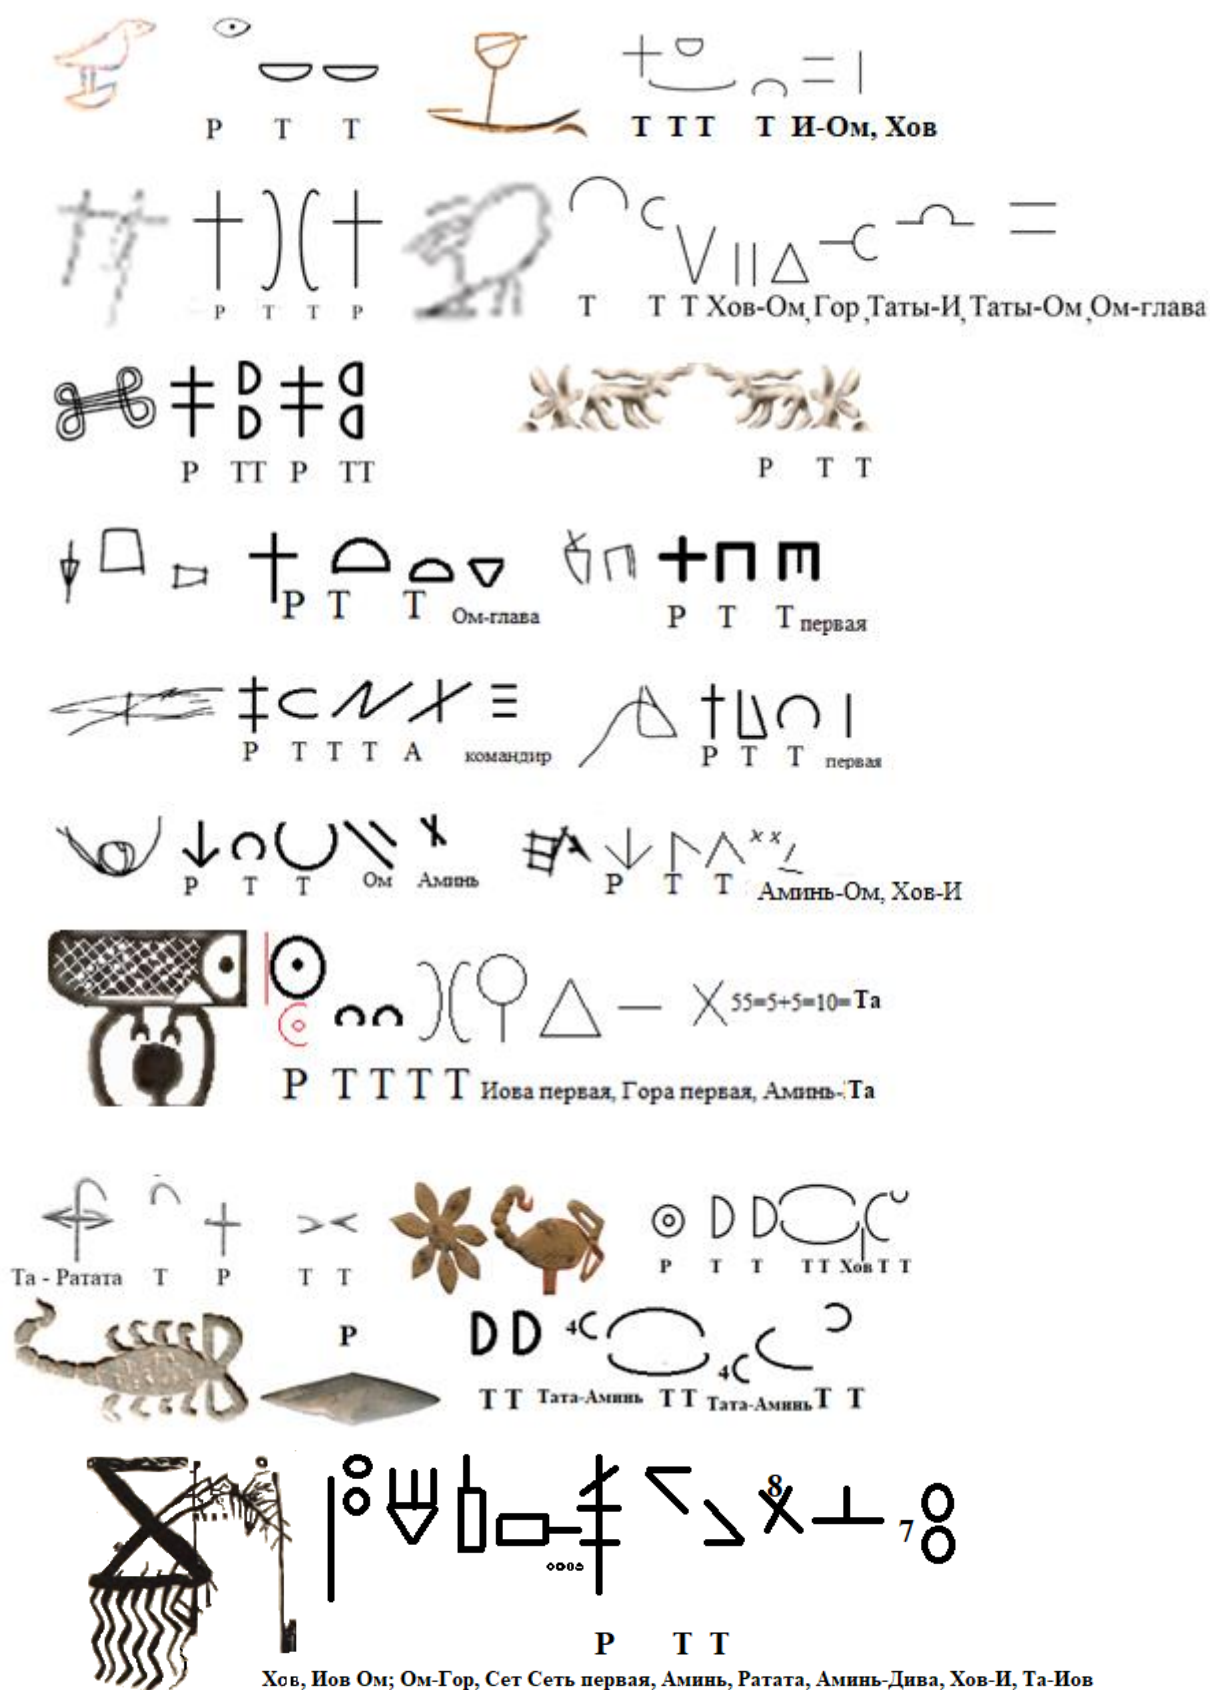 Р Т Т
Т Т Т Т И-Ом, Хов
Р Т Т Р
Т Т Т Хов-Ом, Гор, Таты-И, Таты-Ом, Ом-глава
Р ТТ Р ТТ
Р Т Т
Р Т Т Ом-глава
Р Т Т первая
Р Т Т Т А командир
Р Т Т первая
Р Т Т Ом Аминь
Р Т Т Аминь-Ом, Хов-И
55=5+5=10=Та
Р Т Т Т Т Иова первая, Гора первая, Аминь-Та
Та - Ратата Т Р Т Т
Р Т Т Т Т Хов Т Т
Р
4 4
Т Т Тата-Аминь Т Т Тата-Аминь Т Т
8
7
Р Т Т
Хов, Иов Ом; Ом-Гор, Сет Сеть первая, Аминь, Ратата, Аминь-Дива, Хов-И, Та-Иов